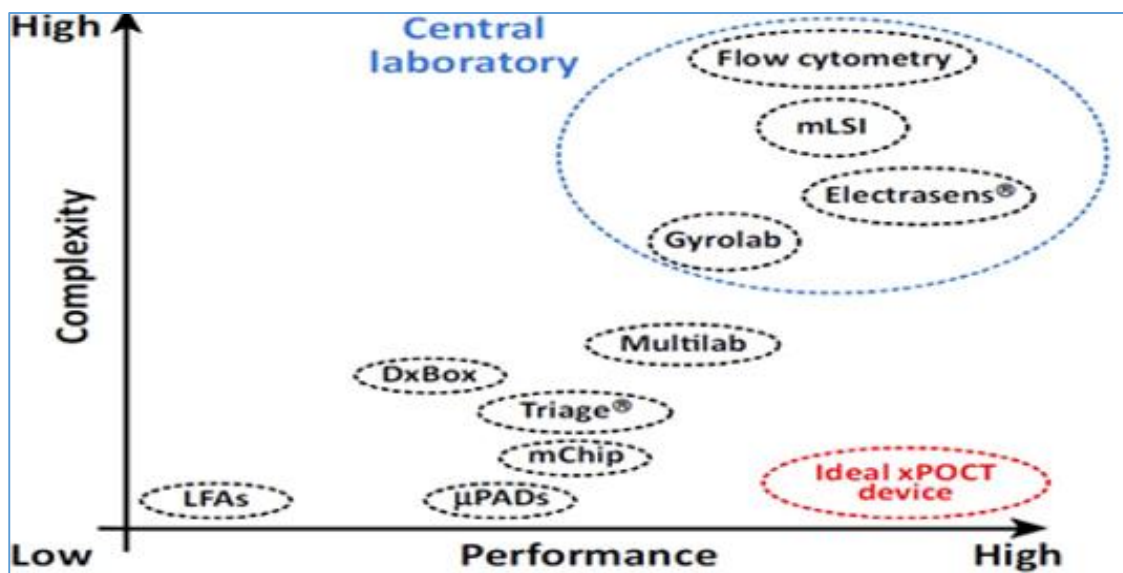 High
Central
laboratory
Flow cytometry
mLSI
Electrasens®
Gyrolab
Complexity
Multilab
DxBox
Triage®
mChip
Ideal xPOCT
device
LFAs
µPADs
Low
Performance
High